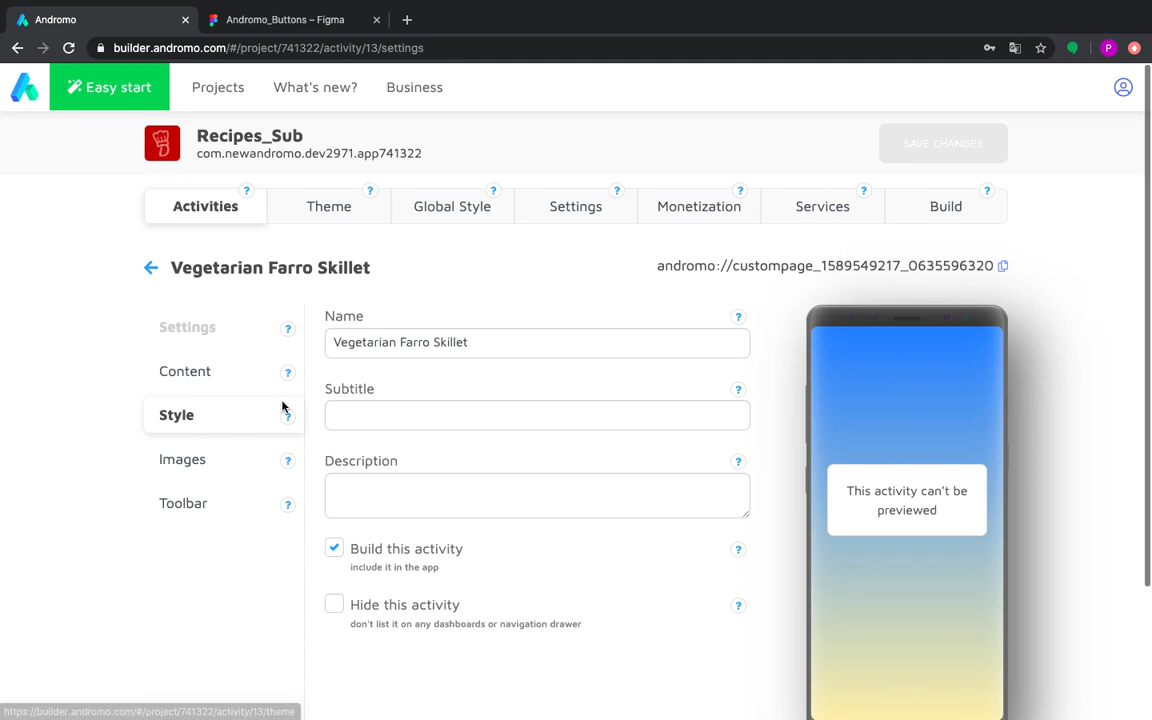 Andromo
Andromo_Buttons – Figma
builder.andromo.com/#/project/741322/activity/13/settings
P
Easy start
Projects
What's new?
Business
Recipes_Sub
com.newandromo.dev2971.app741322
SAVE CHANGES
? ? ? ? ? ? ?
Activities
Theme
Global Style
Settings
Monetization
Services
Build
Vegetarian Farro Skillet
andromo://custompage_1589549217_0635596320
Settings ?
Content ?
Style ?
Images ?
Toolbar ?
Name ?
Vegetarian Farro Skillet
Subtitle ?
Description ?
Build this activity ?
include it in the app
Hide this activity ?
don't list it on any dashboards or navigation drawer
This activity can't be
previewed
https://builder.andromo.com/#/project/741322/activity/13/theme